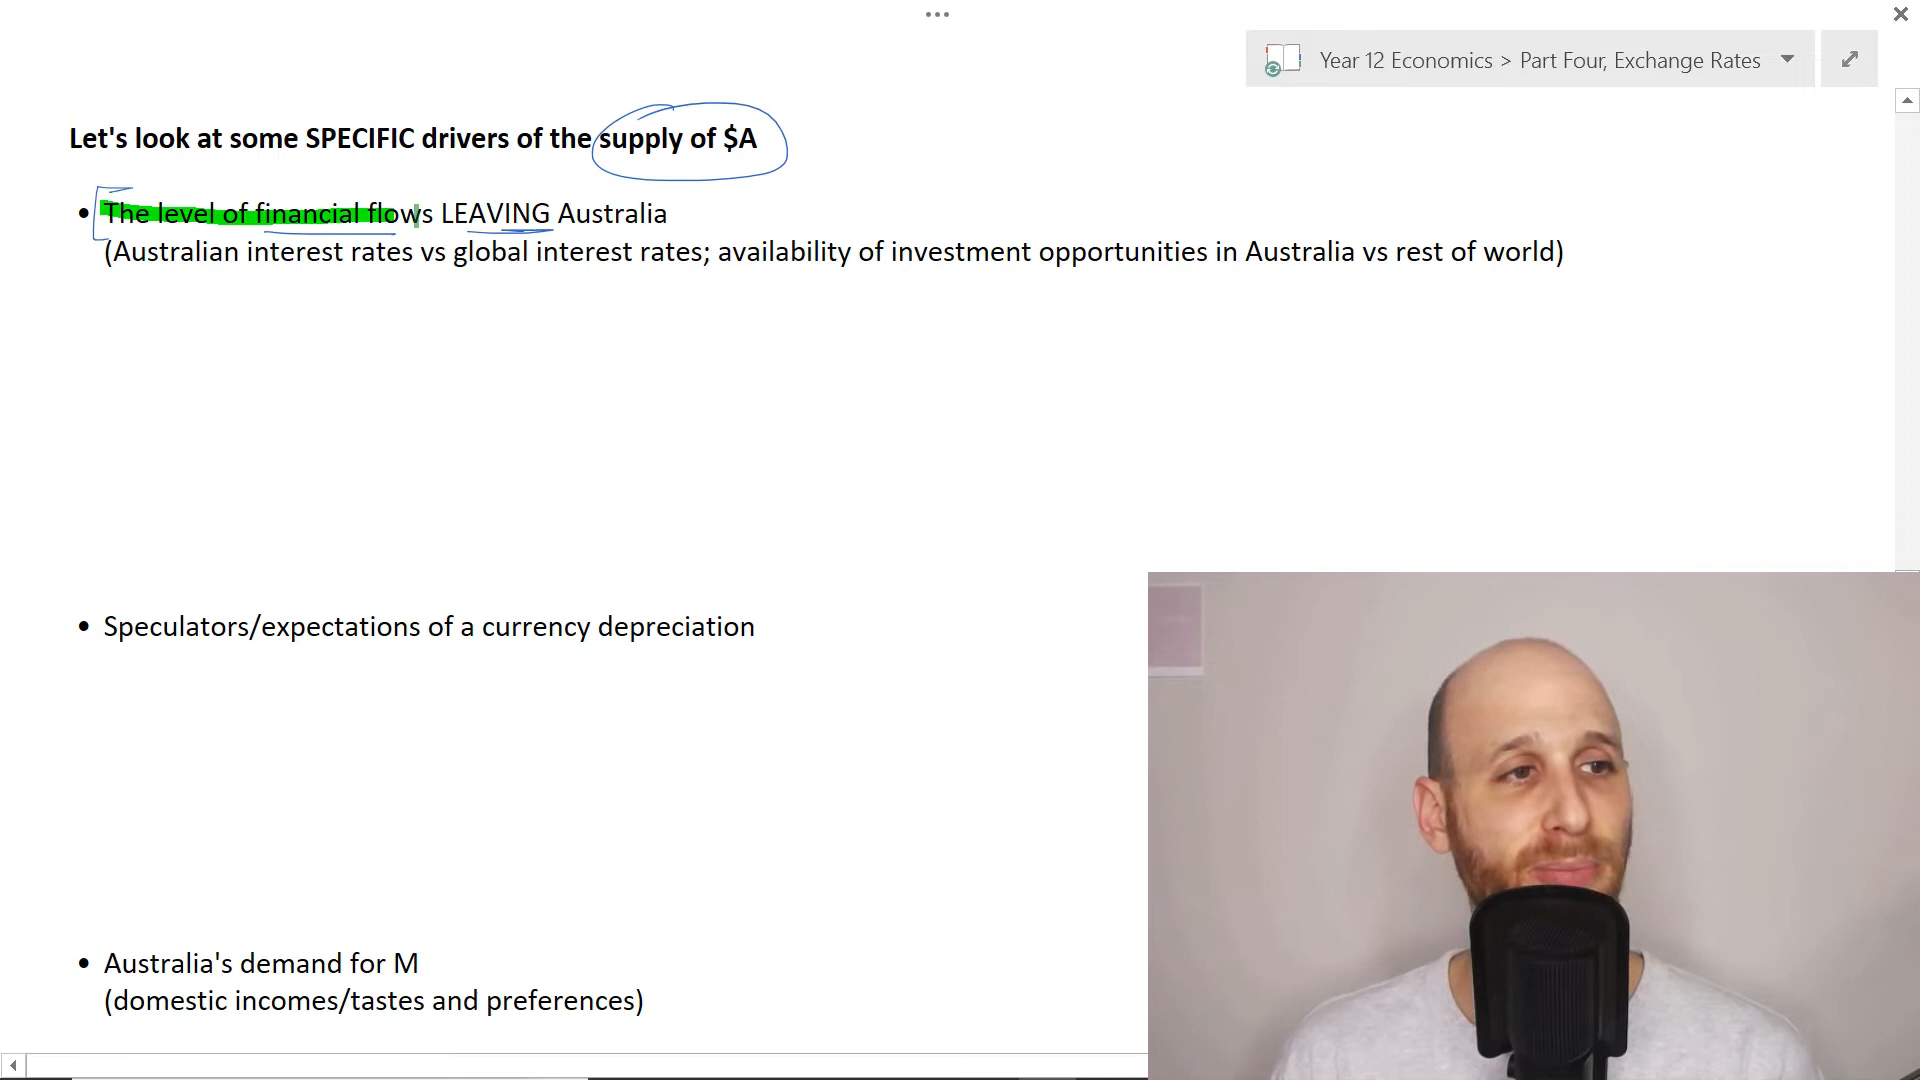 Year 12 Economics > Part Four, Exchange Rates
Let's look at some SPECIFIC drivers of the supply of $A
• The level of financial flows LEAVING Australia
(Australian interest rates vs global interest rates; availability of investment opportunities in Australia vs rest of world)
• Speculators/expectations of a currency depreciation
• Australia's demand for M
(domestic incomes/tastes and preferences)